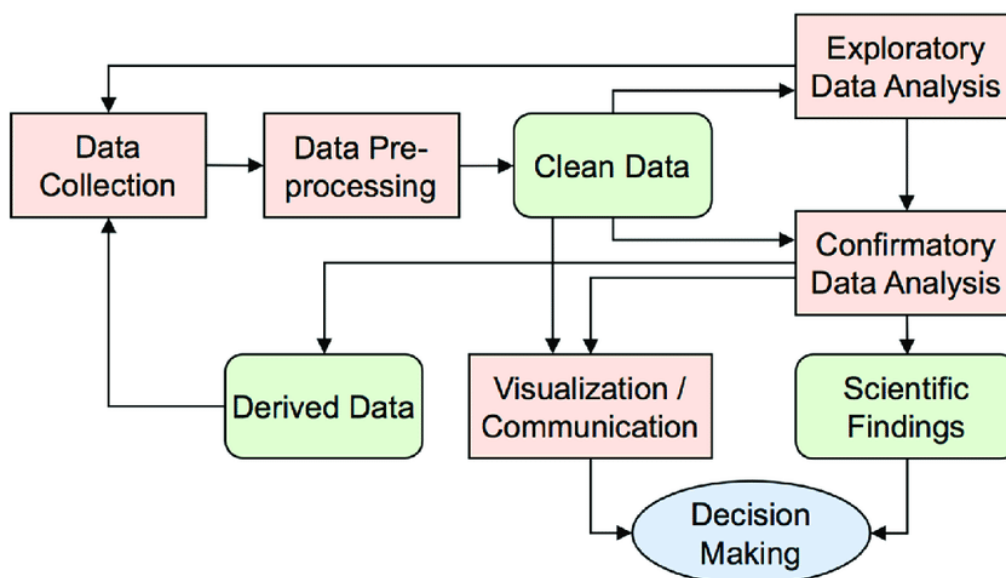 Exploratory
Data Analysis
Data
Collection
Data Pre-
processing
Clean Data
Confirmatory
Data Analysis
Derived Data
Visualization /
Communication
Scientific
Findings
Decision
Making